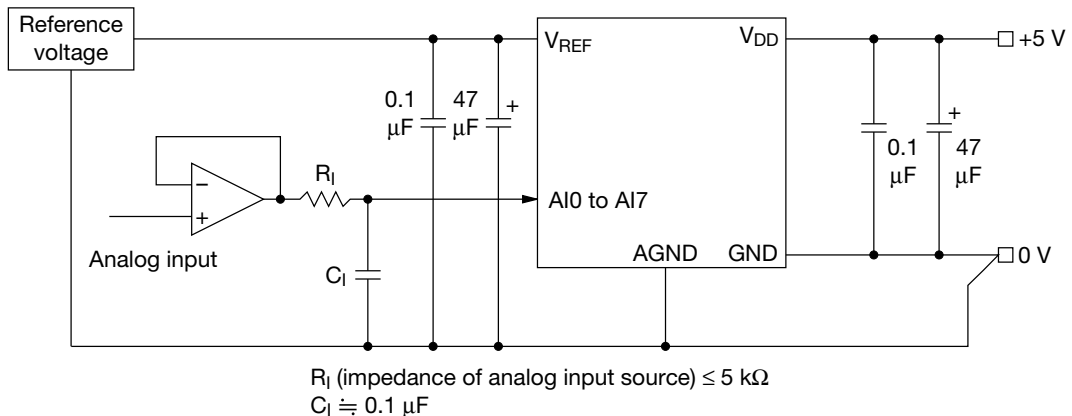 Reference
voltage
V_REF
V_DD
+5 V
0.1
µF
47
µF
+
0.1
µF
+
47
µF
R_I
−
+
Analog input
AI0 to AI7
C_I
AGND
GND
0 V
R_I (impedance of analog input source) ≤ 5 kΩ
C_I ≒ 0.1 µF